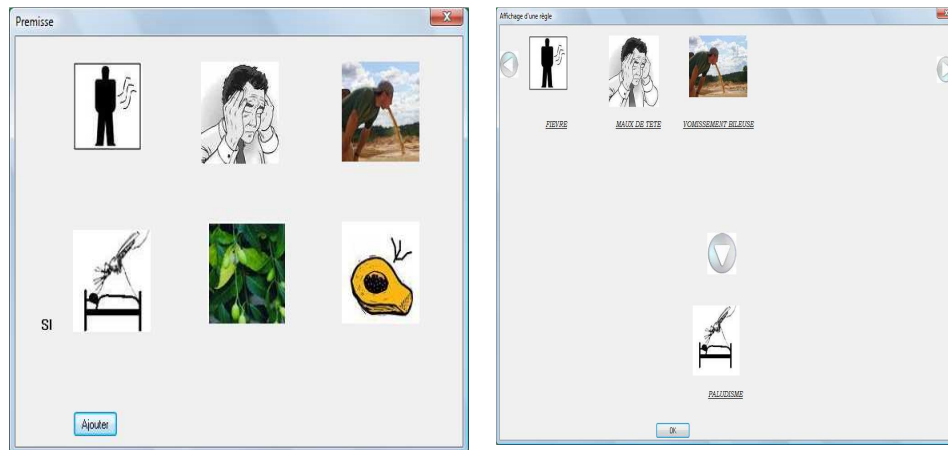 Premisse
SI
Ajouter
Affichage d'une règle
FIEVRE MAUX DE TETE VOMISSEMENT BILEUSE
PALUDISME
OK